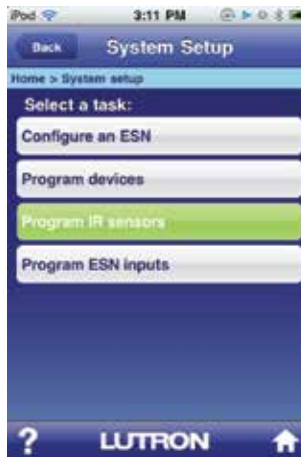 iPod 3:11 PM
Back System Setup
Home > System setup
Select a task:
Configure an ESN
Program devices
Program IR sensors
Program ESN inputs
? LUTRON